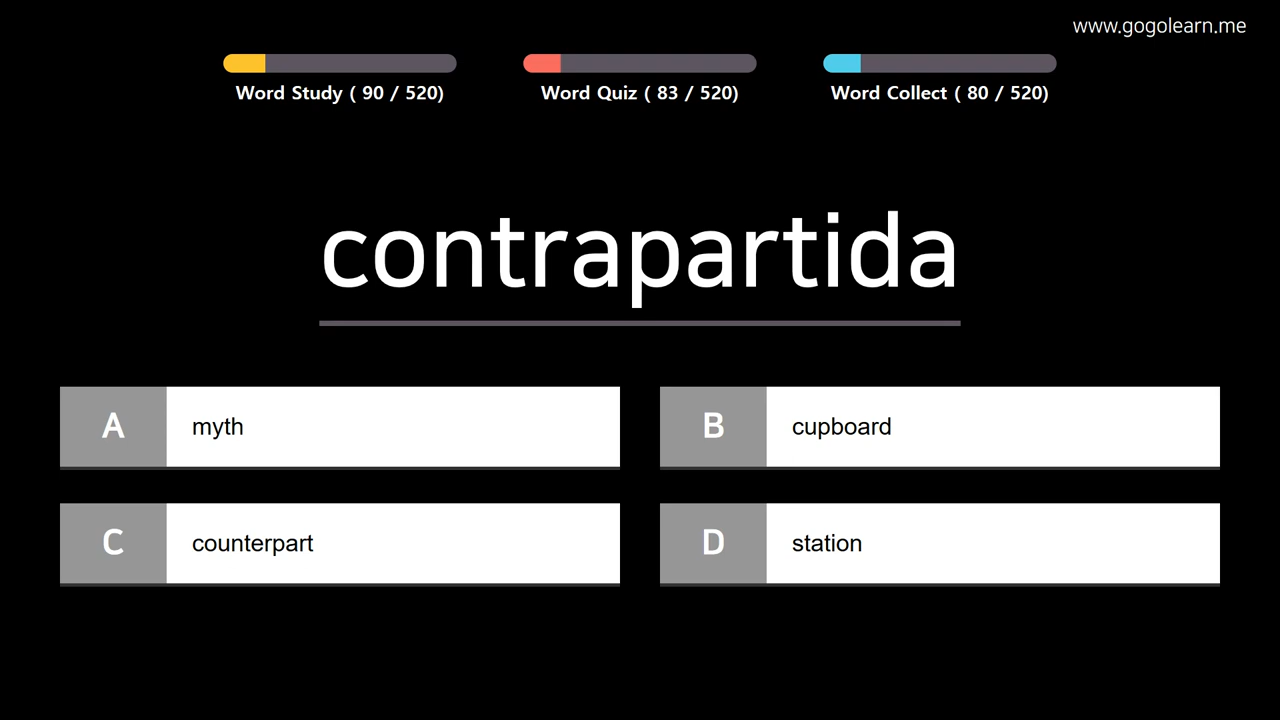 www.gogolearn.me
Word Study ( 90 / 520)
Word Quiz ( 83 / 520)
Word Collect ( 80 / 520)
contrapartida
A myth
B cupboard
C counterpart
D station